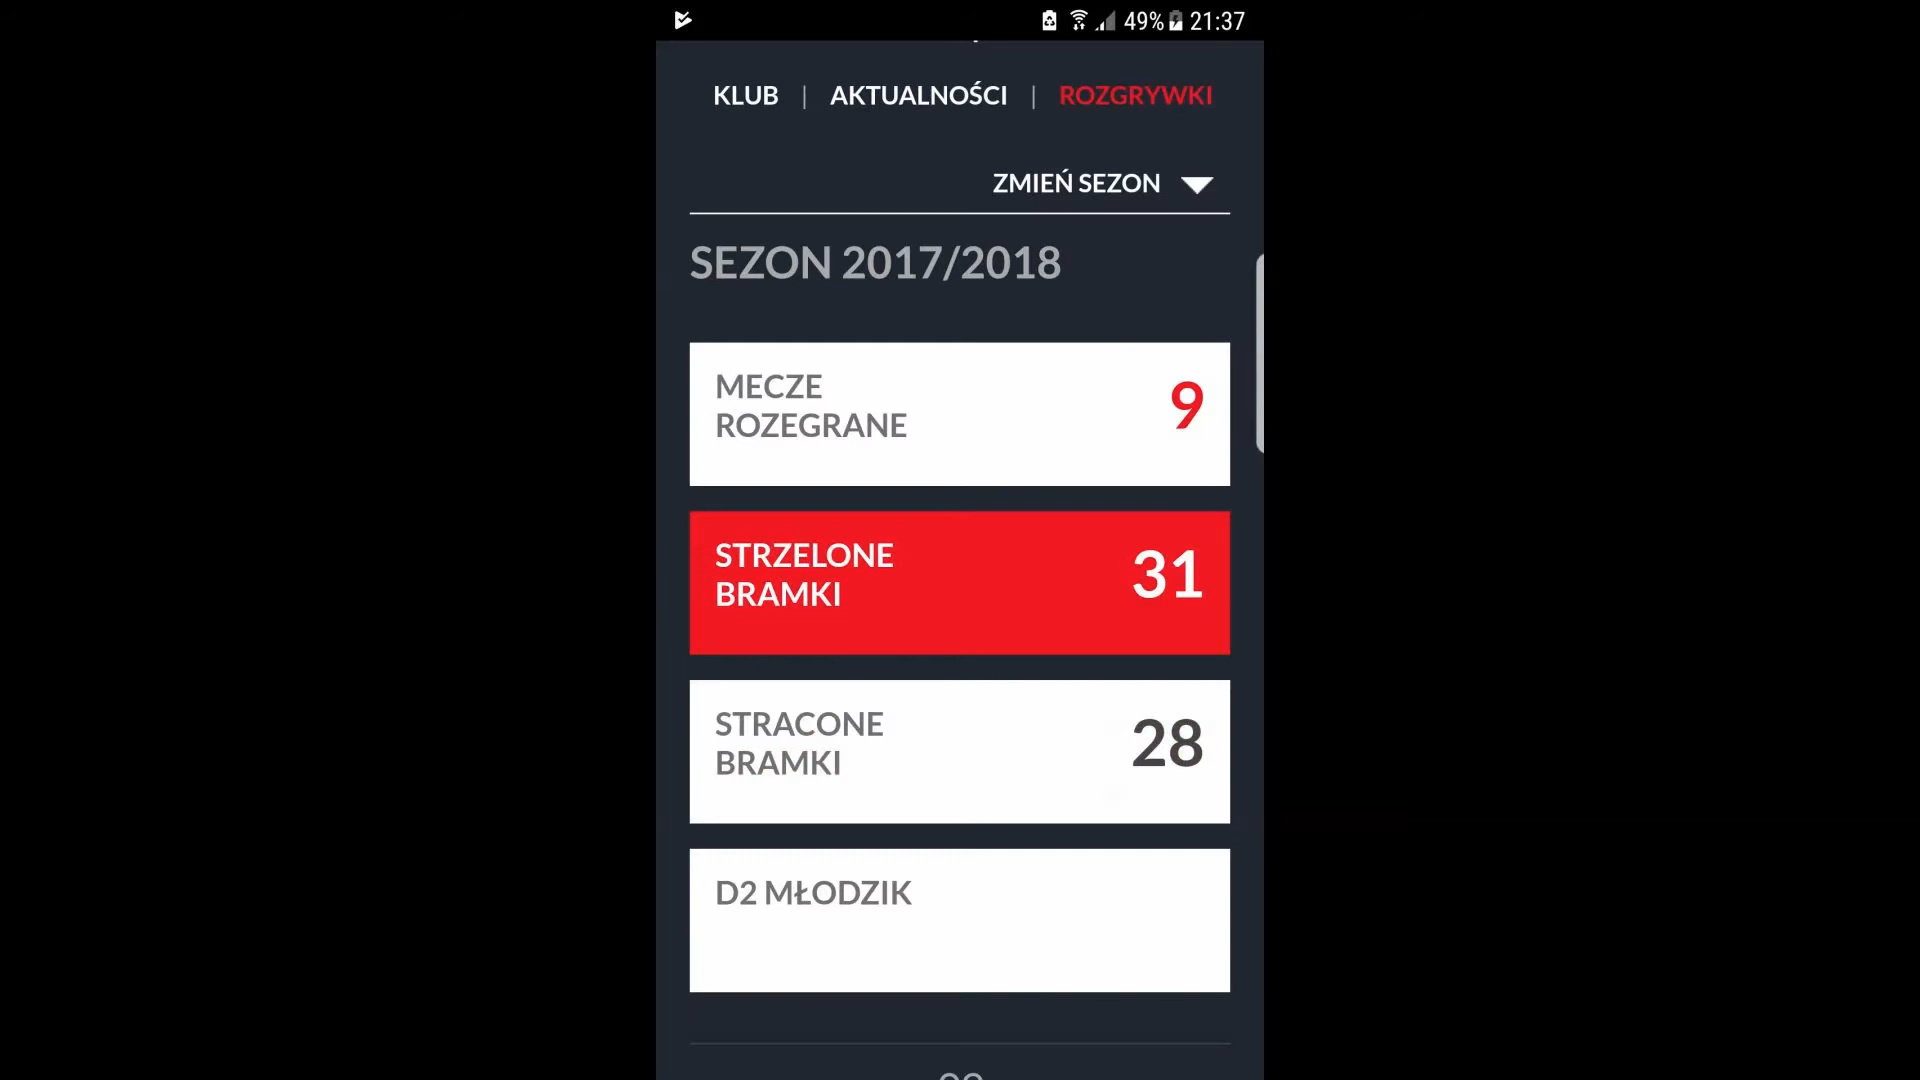 49% 21:37
KLUB | AKTUALNOŚCI | ROZGRYWKI
ZMIEŃ SEZON
SEZON 2017/2018
MECZE
ROZEGRANE
9
STRZELONE
BRAMKI
31
STRACONE
BRAMKI
28
D2 MŁODZIK